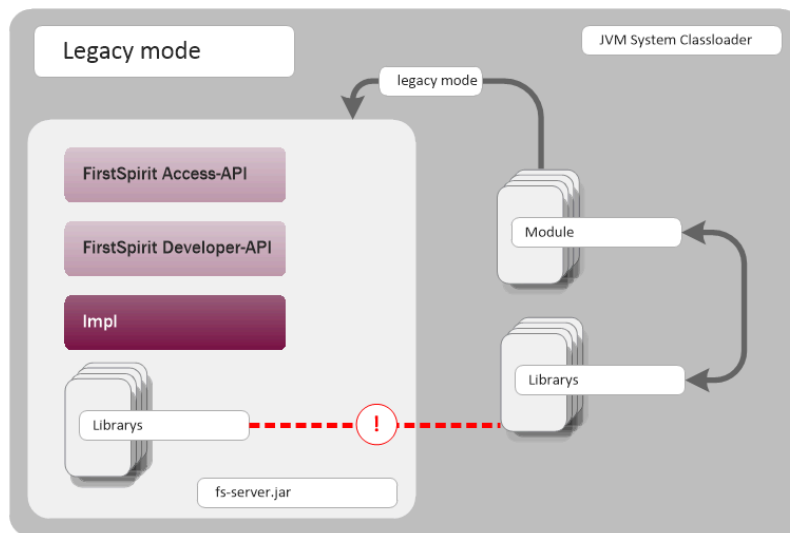 Legacy mode
JVM System Classloader
legacy mode
FirstSpirit Access-API
FirstSpirit Developer-API
Impl
Librarys
fs-server.jar
Module
Librarys
!